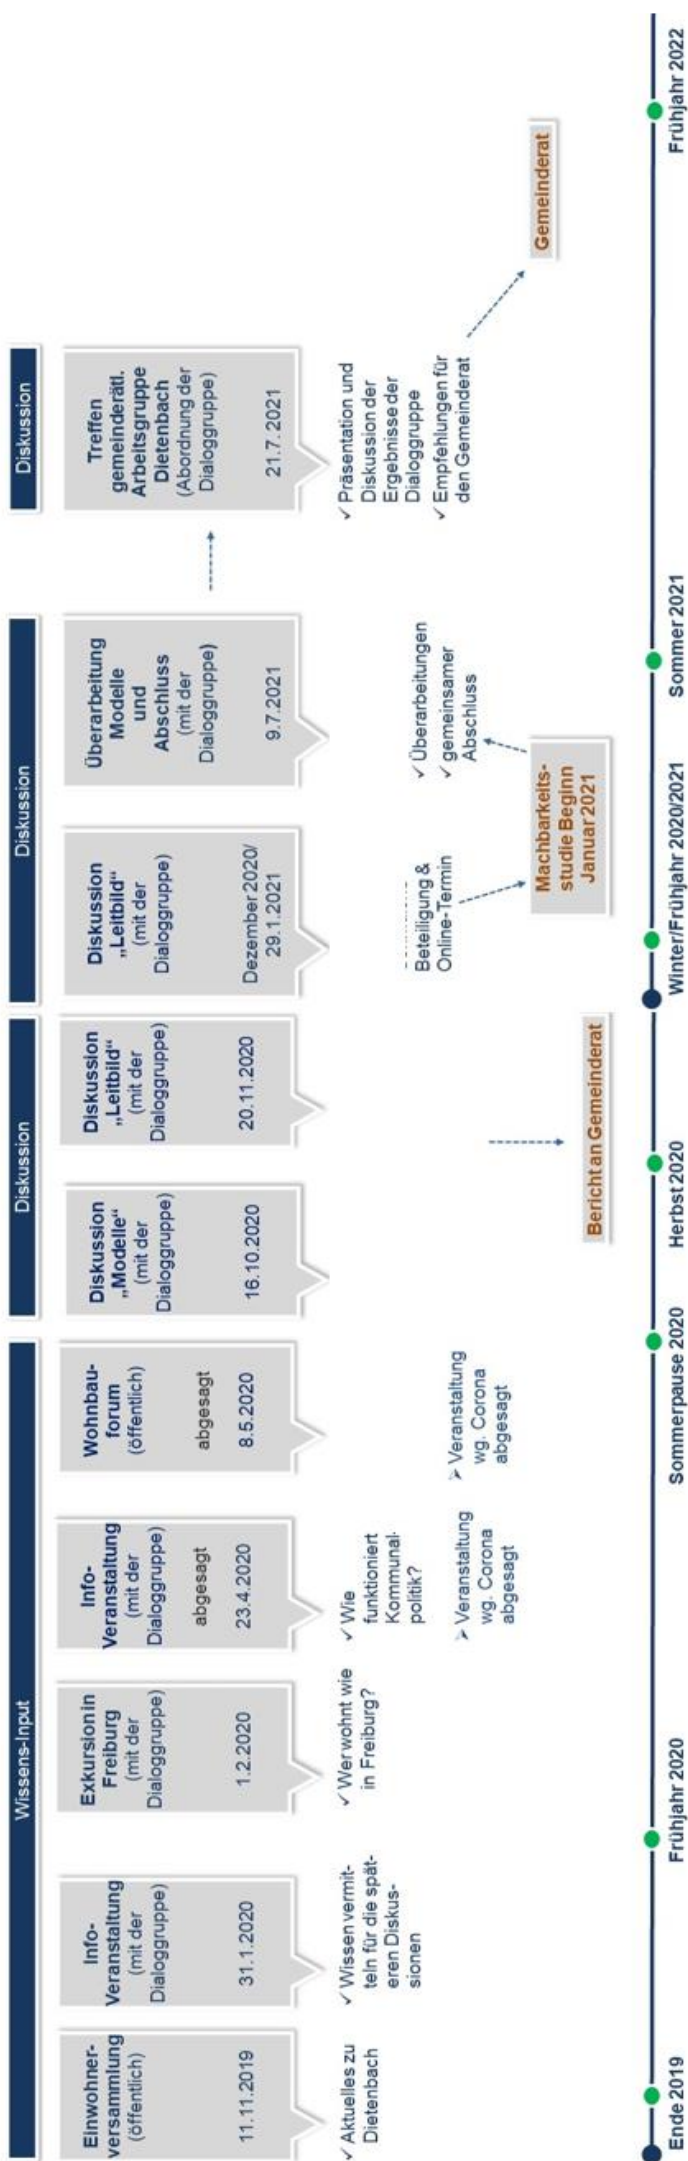 Wissens-Input
Einwohner-
versammlung
(öffentlich)
11.11.2019
✓ Aktuelles zu
Dietenbach
Info-
Veranstaltung
(mit der
Dialoggruppe)
31.1.2020
✓ Wissen vermit-
teln für die spät-
eren Diskus-
sionen
Exkursion in
Freiburg
(mit der
Dialoggruppe)
1.2.2020
✓ Wer wohnt wie
in Freiburg?
Info-
Veranstaltung
(mit der
Dialoggruppe)
abgesagt
23.4.2020
✓ Wie
funktioniert
Kommunal-
politik?
➢ Veranstaltung
wg. Corona
abgesagt
Wohnbau-
forum
(öffentlich)
abgesagt
8.5.2020
➢ Veranstaltung
wg. Corona
abgesagt
Diskussion
Diskussion
„Modelle“
(mit der
Dialoggruppe)
16.10.2020
Diskussion
„Leitbild“
(mit der
Dialoggruppe)
20.11.2020
Bericht an Gemeinderat
Diskussion
Diskussion
„Leitbild“
(mit der
Dialoggruppe)
Dezember 2020/
29.1.2021
Beteiligung &
Online-Termin
Machbarkeits-
studie Beginn
Januar 2021
Überarbeitung
Modelle
und
Abschluss
(mit der
Dialoggruppe)
9.7.2021
✓ Überarbeitungen
✓ gemeinsamer
Abschluss
Diskussion
Treffen
gemeinderätl.
Arbeitsgruppe
Dietenbach
(Abordnung der
Dialoggruppe)
21.7.2021
✓ Präsentation und
Diskussion der
Ergebnisse der
Dialoggruppe
✓ Empfehlungen für
den Gemeinderat
Gemeinderat
Ende 2019
Frühjahr 2020
Sommerpause 2020
Herbst 2020
Winter/Frühjahr 2020/2021
Sommer 2021
Frühjahr 2022